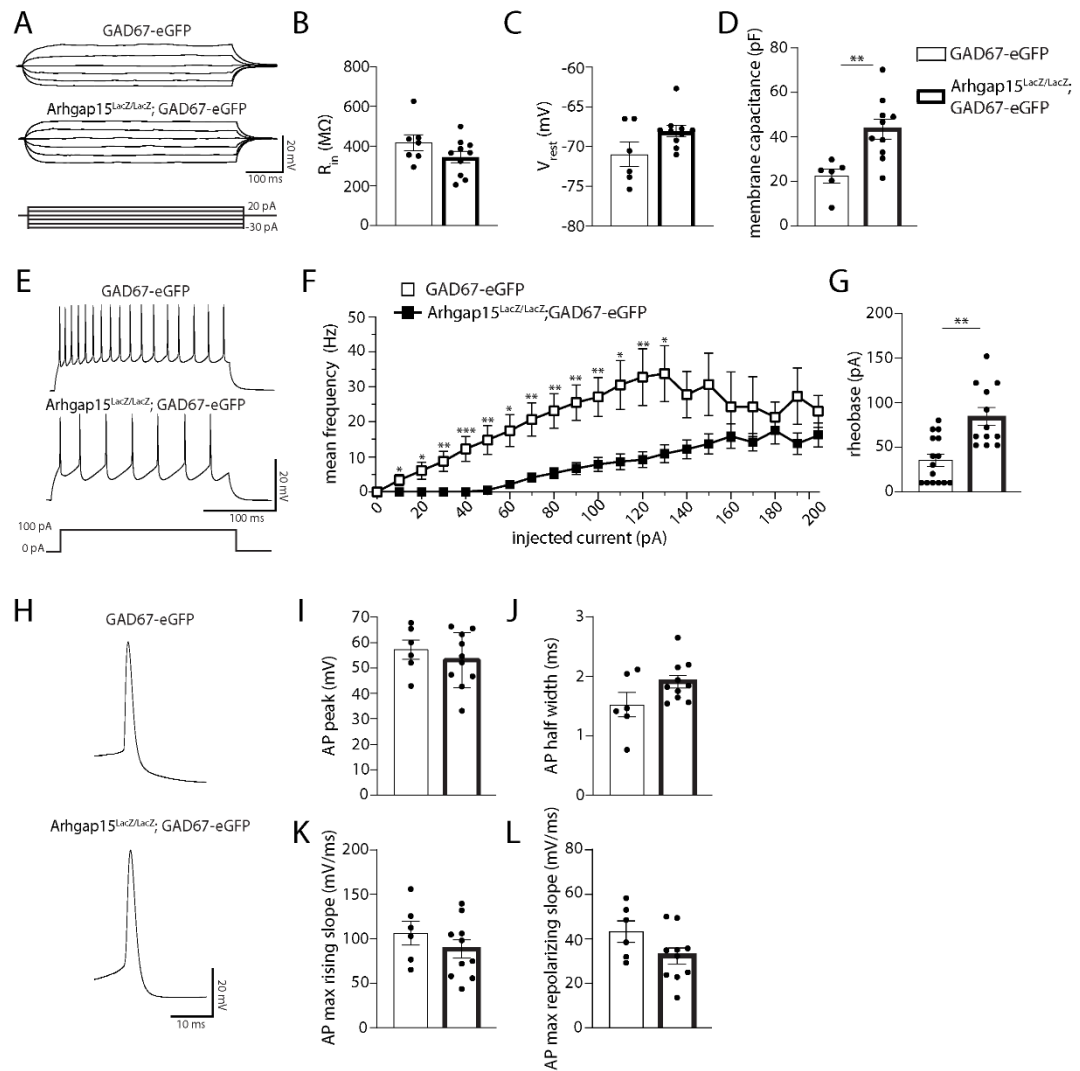 A
GAD67-eGFP
Arhgap15LacZ/LacZ; GAD67-eGFP
20 mV
100 ms
20 pA
-30 pA
B
Rin (MΩ)
800
600
400
200
0
C
Vrest (mV)
-60
-65
-70
-75
-80
D
membrane capacitance (pF)
80
60
40
20
0
**
GAD67-eGFP
Arhgap15LacZ/LacZ;
GAD67-eGFP
E
GAD67-eGFP
Arhgap15LacZ/LacZ; GAD67-eGFP
20 mV
100 ms
100 pA
0 pA
F
GAD67-eGFP
Arhgap15LacZ/LacZ;GAD67-eGFP
mean frequency (Hz)
50
40
30
20
10
0
* * ** *** ** * ** ** ** ** * ** *
0 20 40 60 80 100 120 140 160 180 200
injected current (pA)
G
rheobase (pA)
200
150
100
50
0
**
H
GAD67-eGFP
Arhgap15LacZ/LacZ; GAD67-eGFP
20 mV
10 ms
I
AP peak (mV)
70
60
50
40
30
20
10
0
J
AP half width (ms)
3
2
1
0
K
AP max rising slope (mV/ms)
200
150
100
50
0
L
AP max repolarizing slope (mV/ms)
80
60
40
20
0